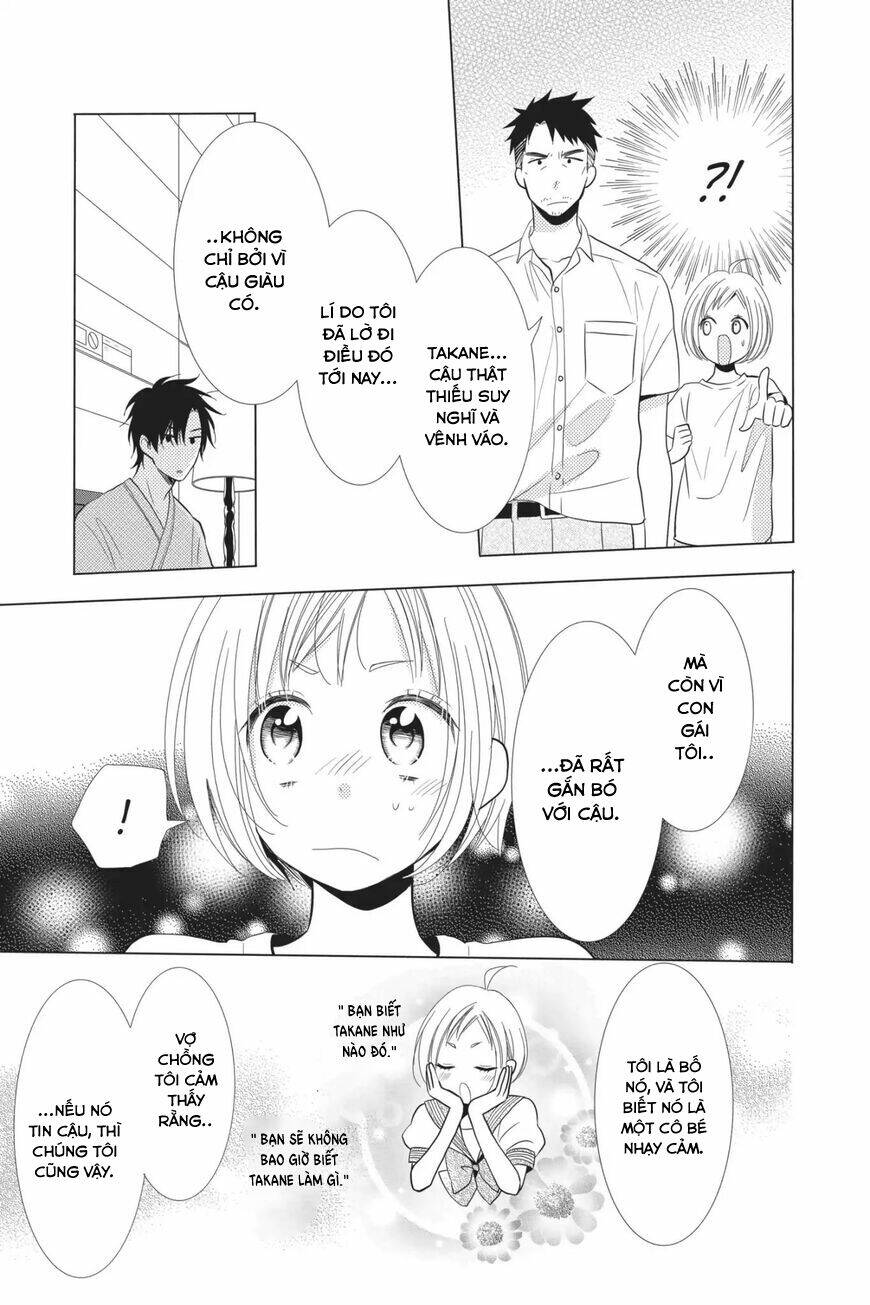 ?!
TAKANE...
CẬU THẬT
THIẾU SUY
NGHĨ VÀ
VÊNH VÁO.
LÍ DO TÔI
ĐÃ LỜ ĐI
ĐIỀU ĐÓ
TỚI NAY...
..KHÔNG
CHỈ BỞI VÌ
CẬU GIÀU
CÓ.
MÀ
CÒN VÌ
CON
GÁI
TÔI..
...ĐÃ RẤT
GẮN BÓ
VỚI CẬU.
!
TÔI LÀ BỐ
NÓ, VÀ TÔI
BIẾT NÓ LÀ
MỘT CÔ BÉ
NHẠY CẢM.
" BẠN BIẾT
TAKANE NHƯ
NÀO ĐÓ."
"BẠN SẼ KHÔNG
BAO GIỜ BIẾT
TAKANE LÀM GÌ."
VỢ
CHỒNG
TÔI CẢM
THẤY
RẰNG..
...NẾU NÓ
TIN CẬU, THÌ
CHÚNG TÔI
CŨNG VẬY.